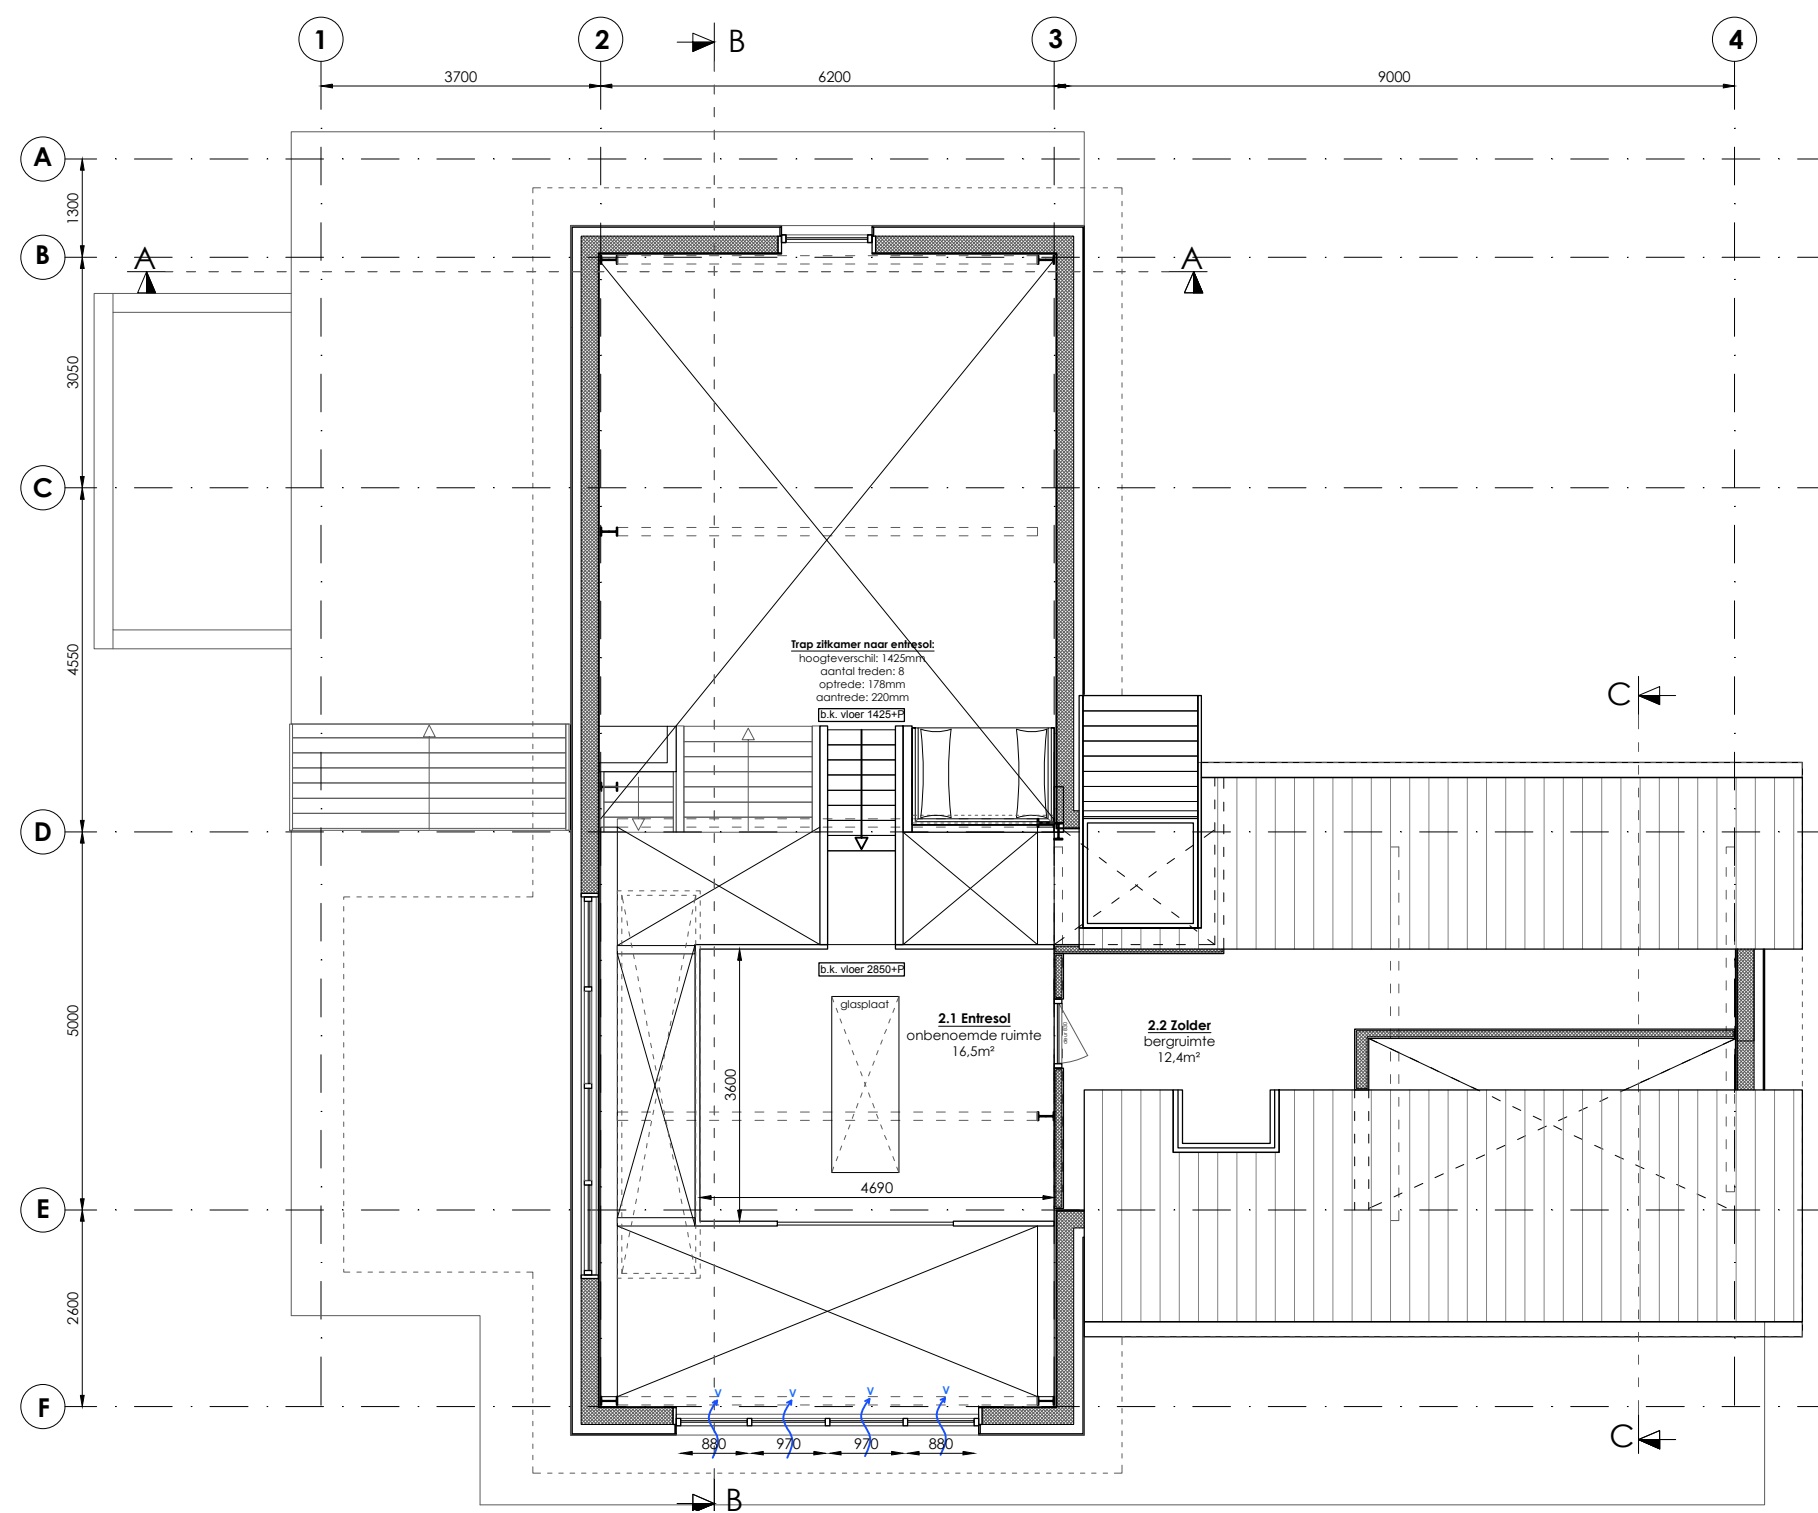 1
2
B
3
4
3700
6200
9000
A
1300
B
A
A
3050
C
4550
Trap zitkamer naar entresol:
hoogteverschil: 1425mm
aantal treden: 8
optrede: 178mm
aantrede: 220mm
b.k. vloer 1425+P
C
D
b.k. vloer 2850+P
glasplaat
2.1 Entresol
onbenoemde ruimte
16,5m²
2.2 Zolder
bergruimte
12,4m²
5000
3600
4690
E
2600
v
v
v
v
F
880
970
970
880
C
B